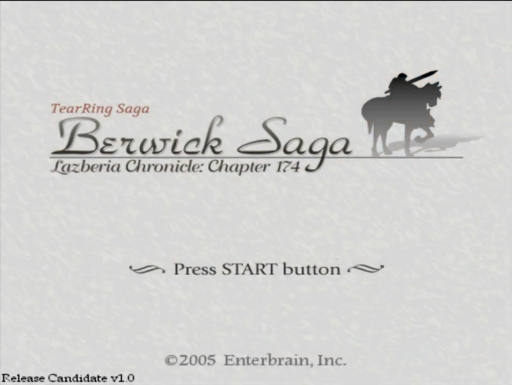 TearRing Saga
Berwick Saga
Lazberia Chronicle: Chapter 174
Press START button
©2005 Enterbrain, Inc.
Release Candidate v1.0